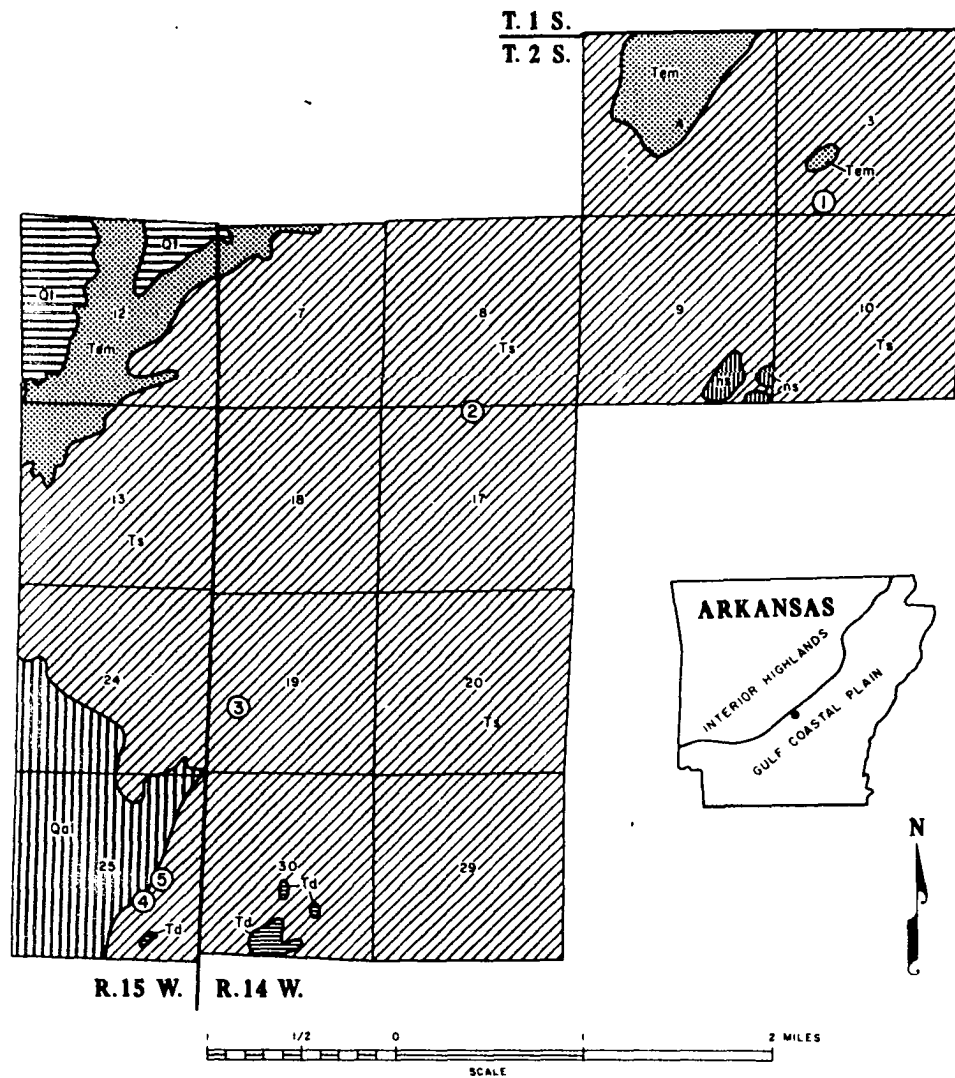 T. 1 S.
T. 2 S.
Tem
4
3
Tem
1
Ql
Ql
12
Tem
7
8
Ts
9
10
Ts
ns
2
13
Ts
18
17
ARKANSAS
INTERIOR HIGHLANDS
GULF COASTAL PLAIN
24
19
3
20
Ts
Qal
25
5
4
Td
30
Td
Td
29
N
R.15 W.
R.14 W.
1 1/2 0 1 2 MILES
SCALE